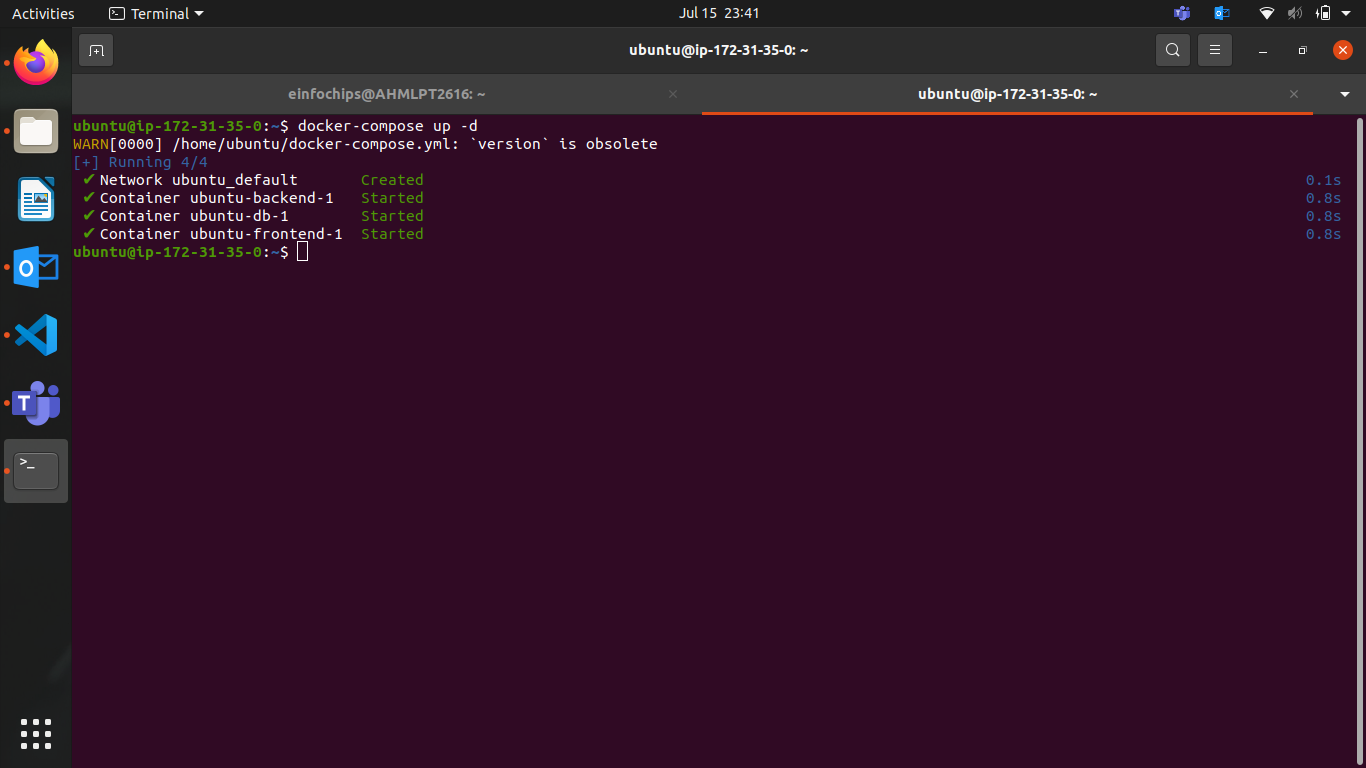 Activities Terminal Jul 15 23:41
ubuntu@ip-172-31-35-0: ~
einfochips@AHMLPT2616: ~ ubuntu@ip-172-31-35-0: ~
ubuntu@ip-172-31-35-0:~$ docker-compose up -d
WARN[0000] /home/ubuntu/docker-compose.yml: `version` is obsolete
[+] Running 4/4
✔ Network ubuntu_default Created 0.1s
✔ Container ubuntu-backend-1 Started 0.8s
✔ Container ubuntu-db-1 Started 0.8s
✔ Container ubuntu-frontend-1 Started 0.8s
ubuntu@ip-172-31-35-0:~$